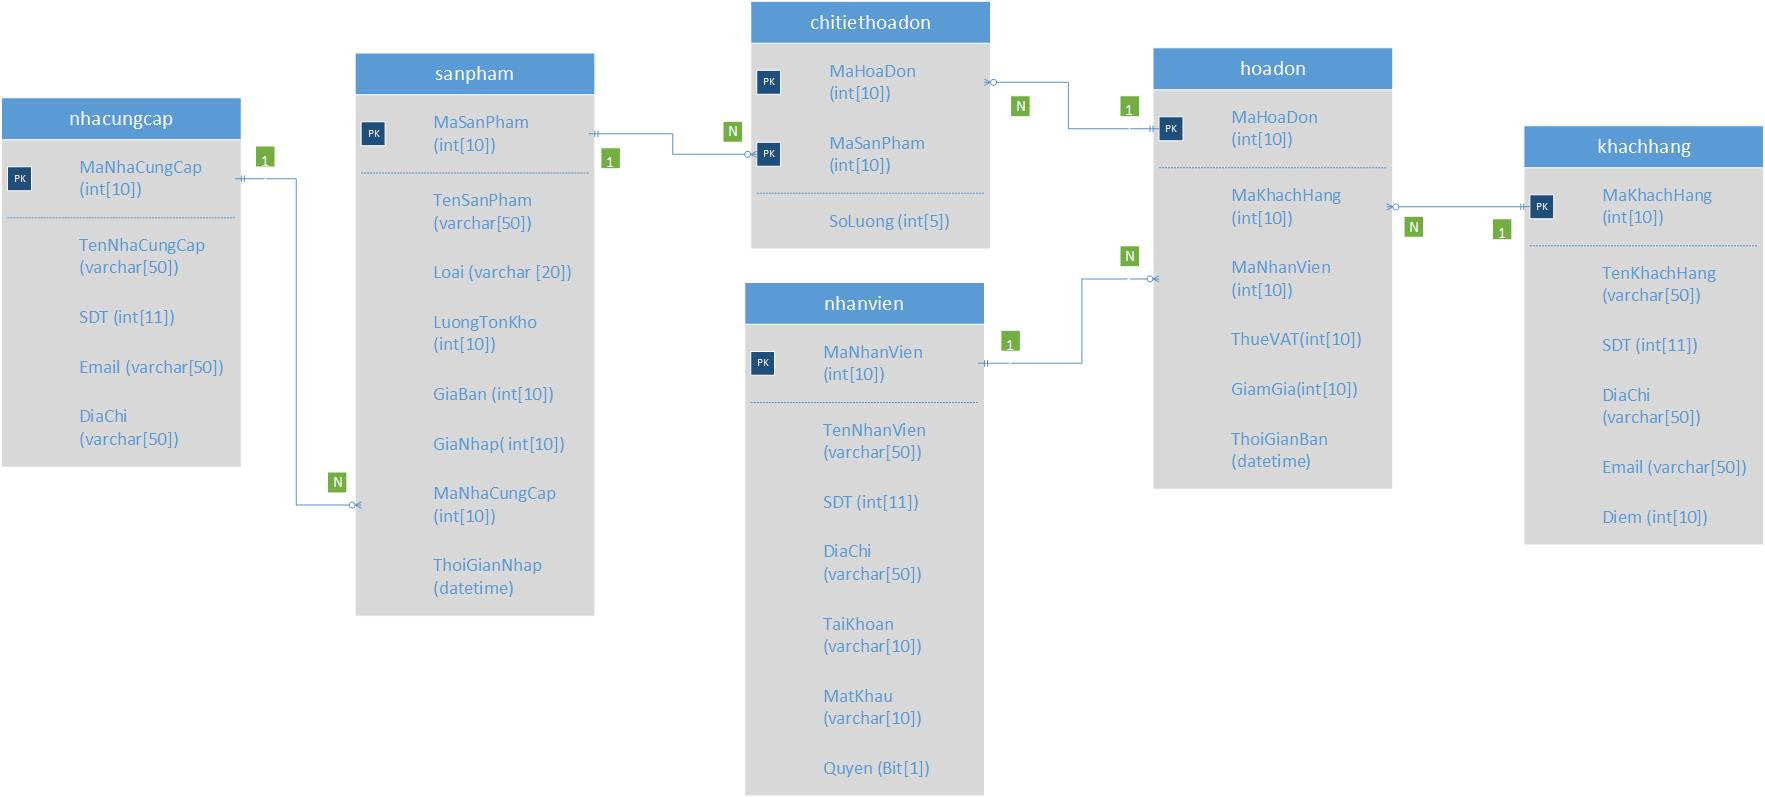 nhacungcap
PK
MaNhaCungCap
(int[10])
TenNhaCungCap
(varchar[50])
SDT (int[11])
Email (varchar[50])
DiaChi
(varchar[50])
1
N
sanpham
PK
MaSanPham
(int[10])
TenSanPham
(varchar[50])
Loai (varchar [20])
LuongTonKho
(int[10])
GiaBan (int[10])
GiaNhap( int[10])
MaNhaCungCap
(int[10])
ThoiGianNhap
(datetime)
1
N
chitiethoadon
PK
MaHoaDon
(int[10])
PK
MaSanPham
(int[10])
SoLuong (int[5])
N
1
nhanvien
PK
MaNhanVien
(int[10])
TenNhanVien
(varchar[50])
SDT (int[11])
DiaChi
(varchar[50])
TaiKhoan
(varchar[10])
MatKhau
(varchar[10])
Quyen (Bit[1])
1
N
hoadon
PK
MaHoaDon
(int[10])
MaKhachHang
(int[10])
MaNhanVien
(int[10])
ThueVAT(int[10])
GiamGia(int[10])
ThoiGianBan
(datetime)
N
1
khachhang
PK
MaKhachHang
(int[10])
TenKhachHang
(varchar[50])
SDT (int[11])
DiaChi
(varchar[50])
Email (varchar[50])
Diem (int[10])